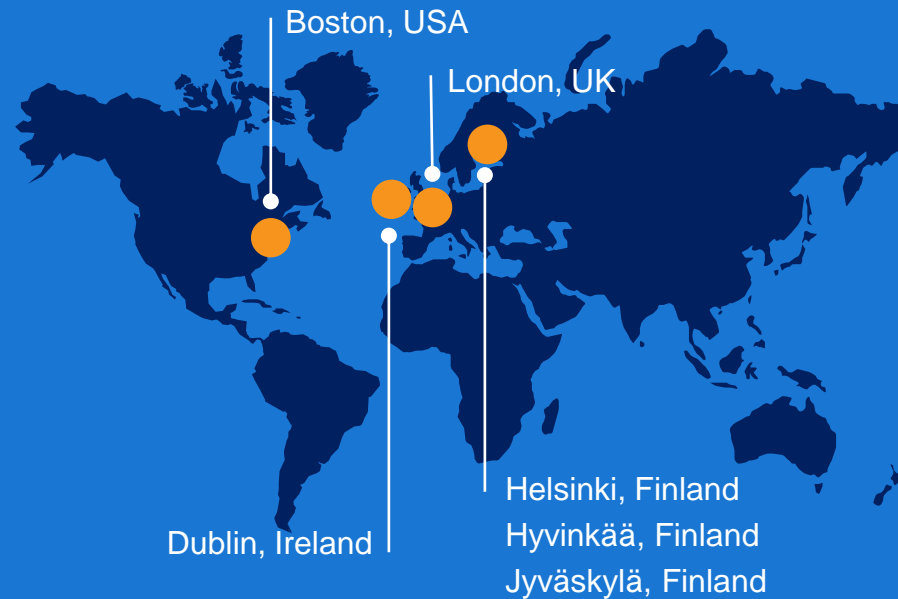 Boston, USA
London, UK
Dublin, Ireland
Helsinki, Finland
Hyvinkää, Finland
Jyväskylä, Finland